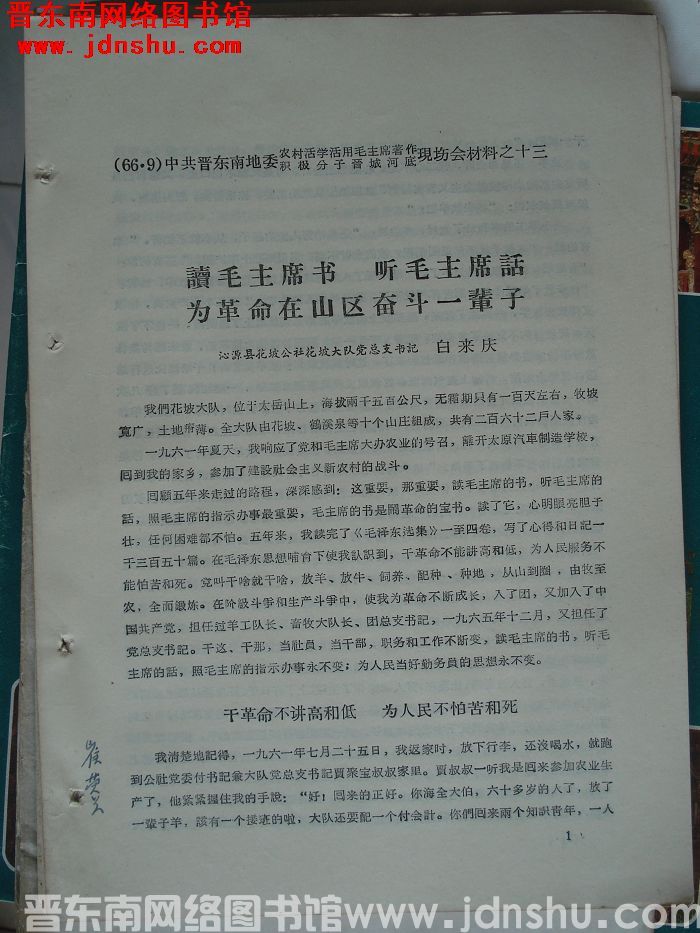 晋东南网络图书馆
www.jdnshu.com
(66·9)中共晋东南地委农村活学活用毛主席著作积极分子晋城河底現場会材料之十三
讀毛主席书 听毛主席話
为革命在山区奋斗一輩子
沁源县花坡公社花坡大队党总支书記 白来庆
我們花坡大队，位于太岳山上，海拔兩千五百公尺，无霜期只有一百天左右，牧坡
寬广，土地瘠薄。全大队由花坡、鶴溪泉等十个山庄組成，共有二百六十二戶人家。
一九六一年夏天，我响应了党和毛主席大办农业的号召，離开太原汽車制造学校，
囘到我的家乡，参加了建設社会主义新农村的战斗。
囘顧五年来走过的路程，深深感到：这重要，那重要，讀毛主席的书，听毛主席的
話，照毛主席的指示办事最重要，毛主席的书是鬧革命的宝书。讀了它，心明眼亮胆子
壮，任何困难都不怕。五年来，我讀完了《毛泽东选集》一至四卷，写了心得和日記一
千三百五十篇。在毛泽东思想哺育下使我认識到，干革命不能讲高和低，为人民服务不
能怕苦和死。党叫干啥就干啥，放羊、放牛、飼养、配种、种地，从山到圈，由牧至
农，全面鍛炼。在阶級斗爭和生产斗爭中，使我为革命不断成长，入了团，又加入了中
国共产党，担任过羊工队长、畜牧大队长、团总支书記，一九六五年十二月，又担任了
党总支书記。干这、干那，当社員，当干部，职务和工作不断变，讀毛主席的书，听毛
主席的話，照毛主席的指示办事永不变；为人民当好勤务員的思想永不变。
干革命不讲高和低 为人民不怕苦和死
我清楚地記得，一九六一年七月二十五日，我返家时，放下行李，还沒喝水，就跑
到公社党委付书記兼大队党总支书記賈聚宝叔叔家里。賈叔叔一听我是囘来参加农业生
产了，他紧紧握住我的手說：“好！囘来的正好。你海全大伯，六十多岁的人了，放了
一輩子羊，該有一个接班的啦，大队还要配一个付会計。你們囘来兩个知識青年，一人
1
晋东南网络图书馆 www.jdnshu.com